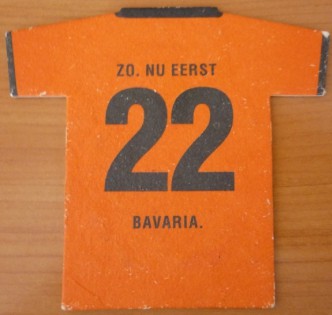 ZO. NU EERST
22
BAVARIA.